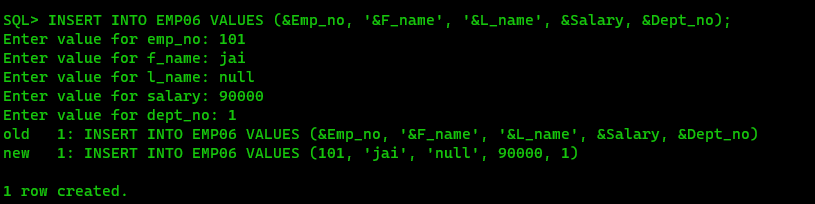 SQL> INSERT INTO EMP06 VALUES (&Emp_no, '&F_name', '&L_name', &Salary, &Dept_no);
Enter value for emp_no: 101
Enter value for f_name: jai
Enter value for l_name: null
Enter value for salary: 90000
Enter value for dept_no: 1
old   1: INSERT INTO EMP06 VALUES (&Emp_no, '&F_name', '&L_name', &Salary, &Dept_no)
new   1: INSERT INTO EMP06 VALUES (101, 'jai', 'null', 90000, 1)
1 row created.